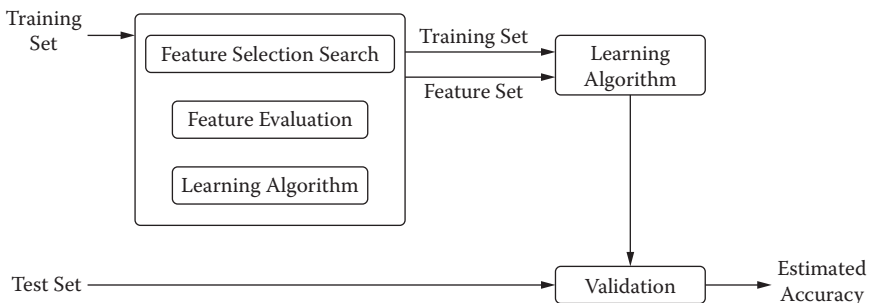 Training
Set
Feature Selection Search
Feature Evaluation
Learning Algorithm
Training Set
Feature Set
Learning
Algorithm
Test Set
Validation
Estimated
Accuracy